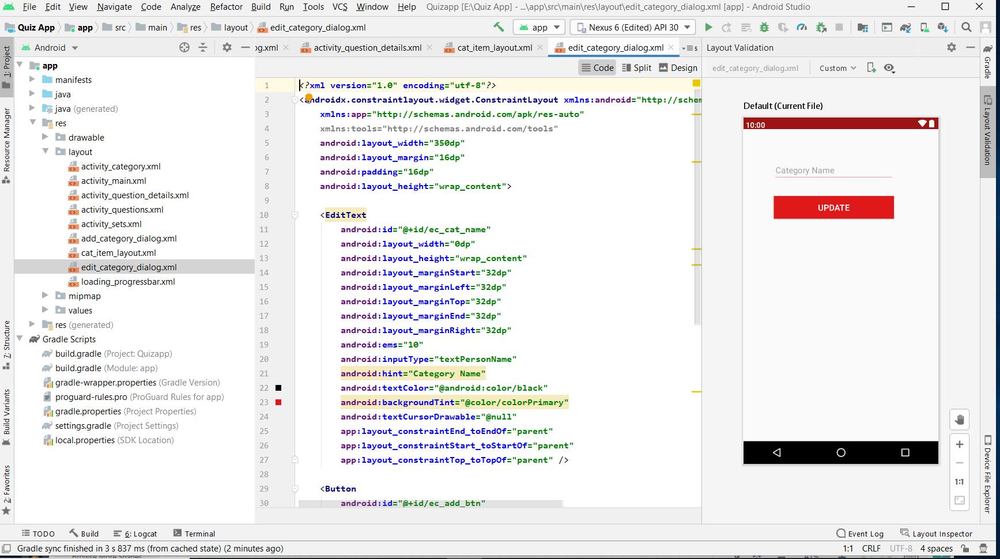 File Edit View Navigate Code Analyze Refactor Build Run Tools VCS Window Help Quizapp [E:\Quiz App] - ...\app\src\main\res\layout\edit_category_dialog.xml [app] - Android Studio
Quiz App app src main res layout edit_category_dialog.xml app Nexus 6 (Edited) API 30
Android og.xml activity_question_details.xml cat_item_layout.xml edit_category_dialog.xml 5 Layout Validation
Code Split Design edit_category_dialog.xml Custom
1: Project
Resource Manager
7: Structure
Build Variants
2: Favorites
app
manifests
java
java (generated)
res
drawable
layout
activity_category.xml
activity_main.xml
activity_question_details.xml
activity_questions.xml
activity_sets.xml
add_category_dialog.xml
cat_item_layout.xml
edit_category_dialog.xml
loading_progressbar.xml
mipmap
values
res (generated)
Gradle Scripts
build.gradle (Project: Quizapp)
build.gradle (Module: app)
gradle-wrapper.properties (Gradle Version)
proguard-rules.pro (ProGuard Rules for app)
gradle.properties (Project Properties)
settings.gradle (Project Settings)
local.properties (SDK Location)
1 <?xml version="1.0" encoding="utf-8"?>
2 <androidx.constraintlayout.widget.ConstraintLayout xmlns:android="http://schem
3 xmlns:app="http://schemas.android.com/apk/res-auto"
4 xmlns:tools="http://schemas.android.com/tools"
5 android:layout_width="350dp"
6 android:layout_margin="16dp"
7 android:padding="16dp"
8 android:layout_height="wrap_content">
9
10 <EditText
11 android:id="@+id/ec_cat_name"
12 android:layout_width="0dp"
13 android:layout_height="wrap_content"
14 android:layout_marginStart="32dp"
15 android:layout_marginLeft="32dp"
16 android:layout_marginTop="32dp"
17 android:layout_marginEnd="32dp"
18 android:layout_marginRight="32dp"
19 android:ems="10"
20 android:inputType="textPersonName"
21 android:hint="Category Name"
22 android:textColor="@android:color/black"
23 android:backgroundTint="@color/colorPrimary"
24 android:textCursorDrawable="@null"
25 app:layout_constraintEnd_toEndOf="parent"
26 app:layout_constraintStart_toStartOf="parent"
27 app:layout_constraintTop_toTopOf="parent" />
28
29 <Button
30 android:id="@+id/ec_add_btn"
Default (Current File)
10:00
Category Name
UPDATE
1:1
Gradle
Layout Validation
Device File Explorer
TODO Build 6: Logcat Terminal Event Log Layout Inspector
Gradle sync finished in 3 s 837 ms (from cached state) (2 minutes ago) 1:1 CRLF UTF-8 4 spaces